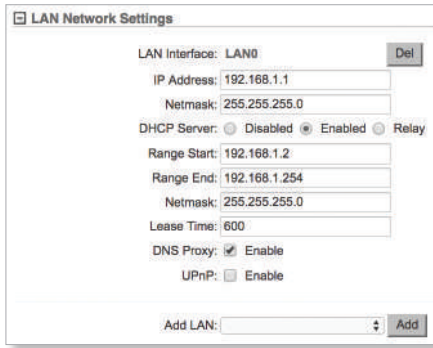 LAN Network Settings
LAN Interface: LAN0 Del
IP Address: 192.168.1.1
Netmask: 255.255.255.0
DHCP Server: Disabled Enabled Relay
Range Start: 192.168.1.2
Range End: 192.168.1.254
Netmask: 255.255.255.0
Lease Time: 600
DNS Proxy: Enable
UPnP: Enable
Add LAN: Add